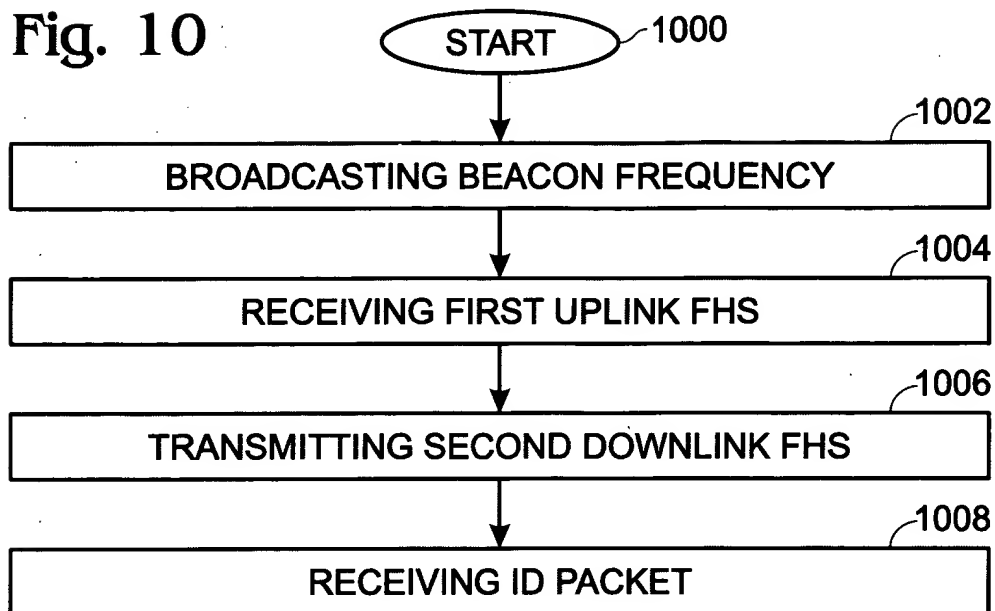 Fig. 10
START
1000
1002
BROADCASTING BEACON FREQUENCY
1004
RECEIVING FIRST UPLINK FHS
1006
TRANSMITTING SECOND DOWNLINK FHS
1008
RECEIVING ID PACKET